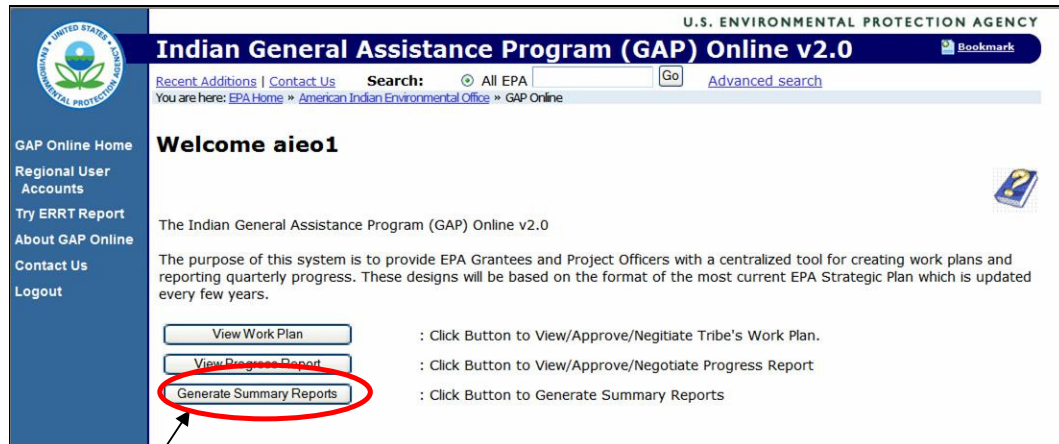 U.S. ENVIRONMENTAL PROTECTION AGENCY
UNITED STATES
ENVIRONMENTAL PROTECTION AGENCY
Indian General Assistance Program (GAP) Online v2.0
Bookmark
Recent Additions | Contact Us Search: All EPA Go Advanced search
You are here: EPA Home » American Indian Environmental Office » GAP Online
GAP Online Home
Regional User
Accounts
Try ERRT Report
About GAP Online
Contact Us
Logout
Welcome aieo1
The Indian General Assistance Program (GAP) Online v2.0
The purpose of this system is to provide EPA Grantees and Project Officers with a centralized tool for creating work plans and
reporting quarterly progress. These designs will be based on the format of the most current EPA Strategic Plan which is updated
every few years.
View Work Plan : Click Button to View/Approve/Negitiate Tribe's Work Plan.
View Progress Report : Click Button to View/Approve/Negotiate Progress Report
Generate Summary Reports : Click Button to Generate Summary Reports